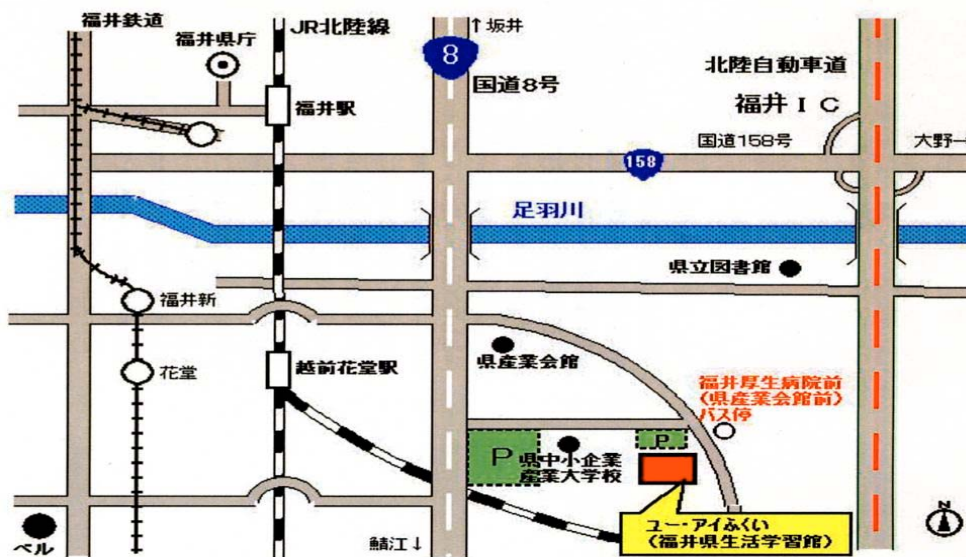 福井鉄道
JR北陸線
↑坂井
福井県庁
8
国道8号
北陸自動車道
福井駅
福井IC
国道158号
大野→
158
足羽川
県立図書館
福井新
花堂
越前花堂駅
県産業会館
福井厚生病院前
(県産業会館前)
バス停
P
P
県中小企業
産業大学校
ユー・アイふくい
(福井県生活学習館)
ベル
鯖江↓
N